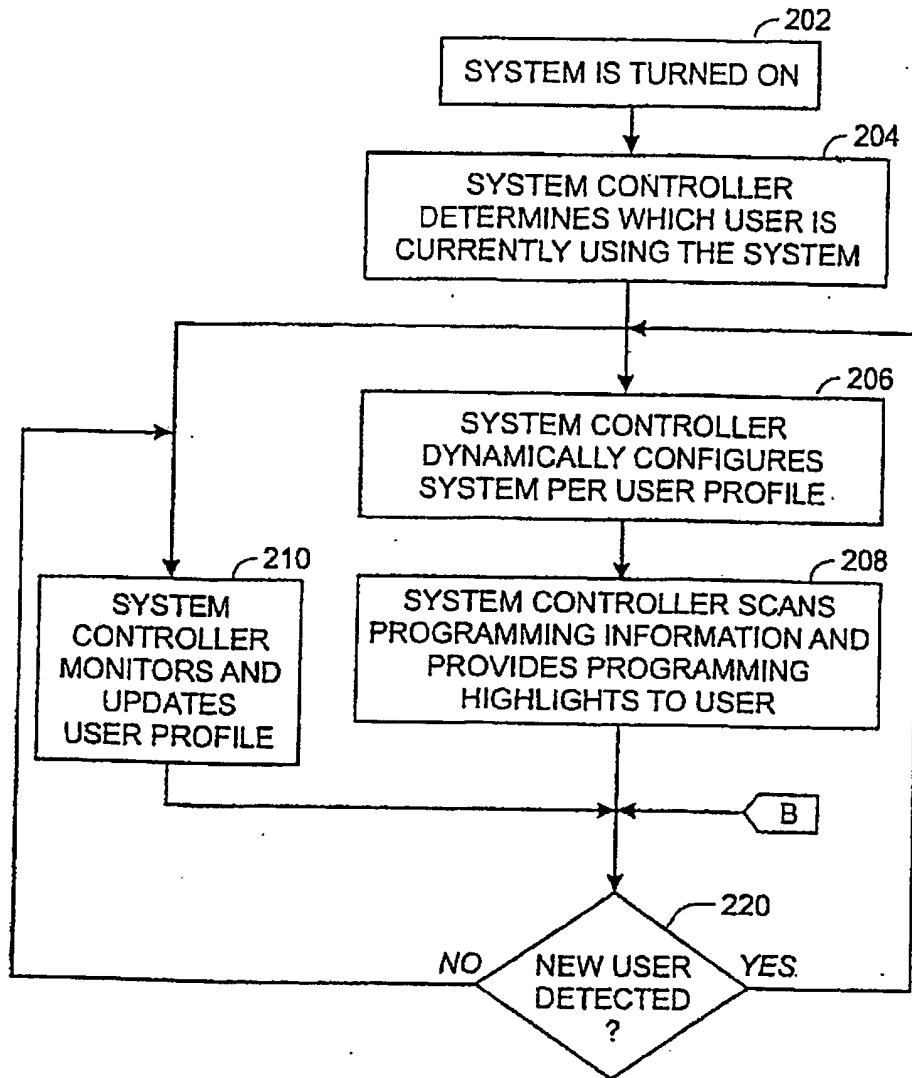 202
SYSTEM IS TURNED ON
204
SYSTEM CONTROLLER
DETERMINES WHICH USER IS
CURRENTLY USING THE SYSTEM
206
SYSTEM CONTROLLER
DYNAMICALLY CONFIGURES
SYSTEM PER USER PROFILE
210
SYSTEM
CONTROLLER
MONITORS AND
UPDATES
USER PROFILE
208
SYSTEM CONTROLLER SCANS
PROGRAMMING INFORMATION AND
PROVIDES PROGRAMMING
HIGHLIGHTS TO USER
B
220
NO
YES
NEW USER
DETECTED
?